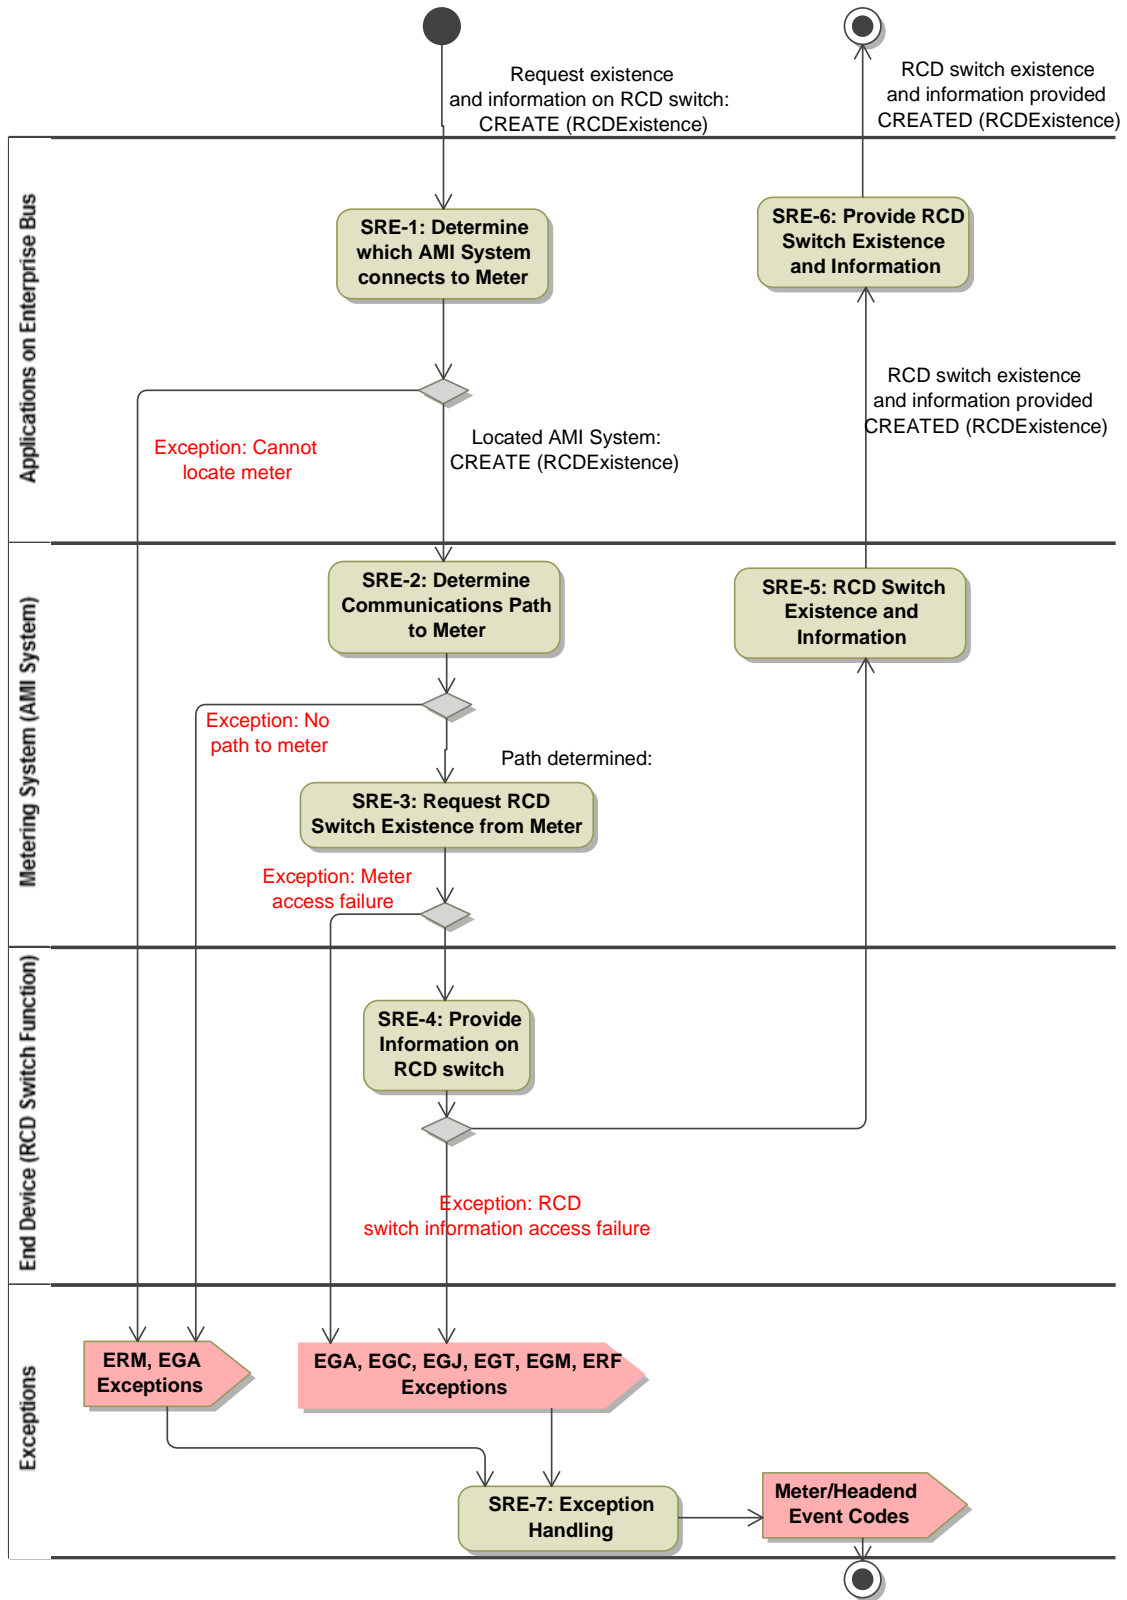 Request existence
and information on RCD switch:
CREATE (RCDExistence)
RCD switch existence
and information provided
CREATED (RCDExistence)
Applications on Enterprise Bus
SRE-1: Determine
which AMI System
connects to Meter
SRE-6: Provide RCD
Switch Existence
and Information
Exception: Cannot
locate meter
Located AMI System:
CREATE (RCDExistence)
RCD switch existence
and information provided
CREATED (RCDExistence)
Metering System (AMI System)
SRE-2: Determine
Communications Path
to Meter
SRE-5: RCD Switch
Existence and
Information
Exception: No
path to meter
Path determined:
SRE-3: Request RCD
Switch Existence from Meter
Exception: Meter
access failure
End Device (RCD Switch Function)
SRE-4: Provide
Information on
RCD switch
Exception: RCD
switch information access failure
Exceptions
ERM, EGA
Exceptions
EGA, EGC, EGJ, EGT, EGM, ERF
Exceptions
SRE-7: Exception
Handling
Meter/Headend
Event Codes